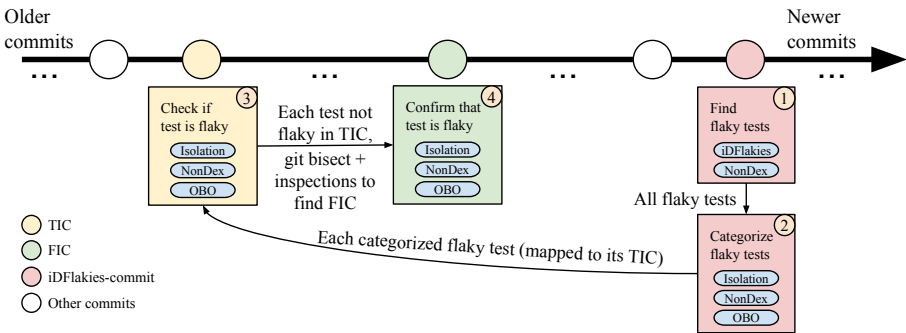 Older
commits
Newer
commits
...
...
...
...
3
Check if
test is flaky
Isolation
NonDex
OBO
Each test not
flaky in TIC,
git bisect +
inspections to
find FIC
4
Confirm that
test is flaky
Isolation
NonDex
OBO
1
Find
flaky tests
iDFlakies
NonDex
All flaky tests
2
Categorize
flaky tests
Isolation
NonDex
OBO
Each categorized flaky test (mapped to its TIC)
TIC
FIC
iDFlakies-commit
Other commits